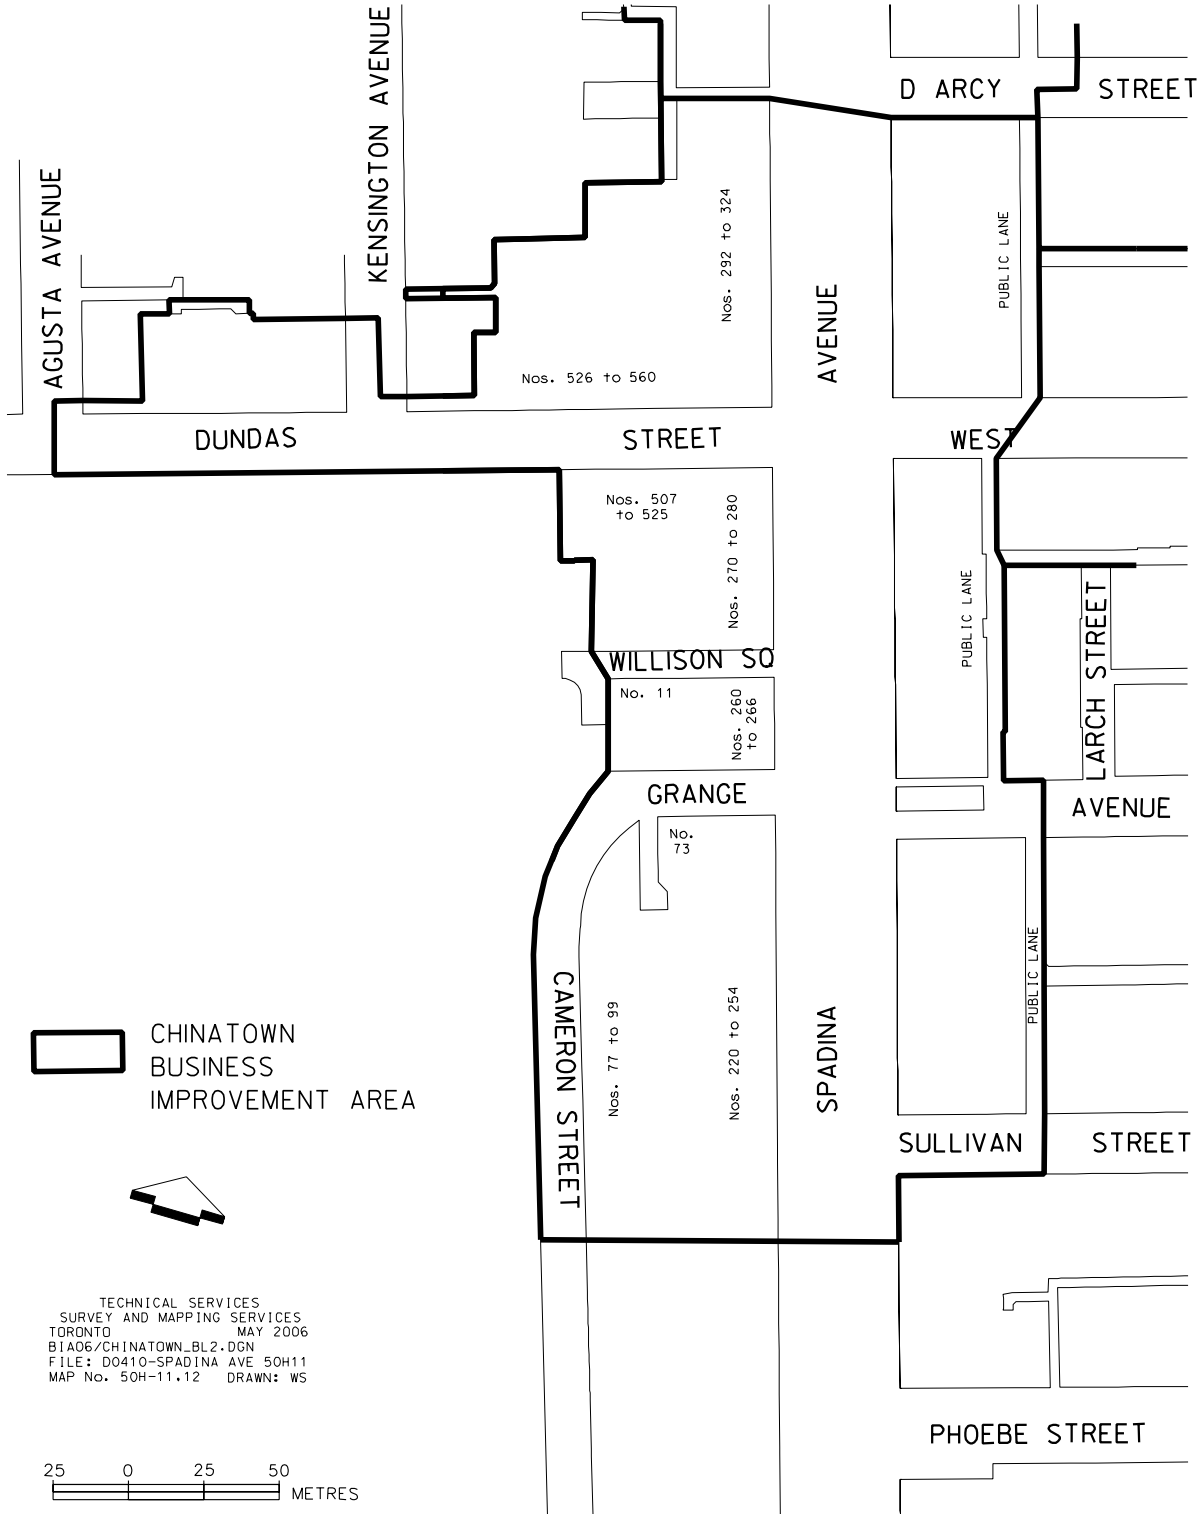 D ARCY STREET
KENSINGTON AVENUE
AGUSTA AVENUE
Nos. 292 to 324
PUBLIC LANE
AVENUE
Nos. 526 to 560
DUNDAS STREET WEST
Nos. 507
to 525
Nos. 270 to 280
PUBLIC LANE
LARCH STREET
WILLISON SQ
No. 11
Nos. 260
to 266
GRANGE AVENUE
No.
73
PUBLIC LANE
CAMERON STREET
Nos. 77 to 99
Nos. 220 to 254
SPADINA
CHINATOWN
BUSINESS
IMPROVEMENT AREA
SULLIVAN STREET
TECHNICAL SERVICES
SURVEY AND MAPPING SERVICES
TORONTO MAY 2006
BIA06/CHINATOWN_BL2.DGN
FILE: D0410-SPADINA AVE 50H11
MAP No. 50H-11.12 DRAWN: WS
PHOEBE STREET
25 0 25 50
METRES